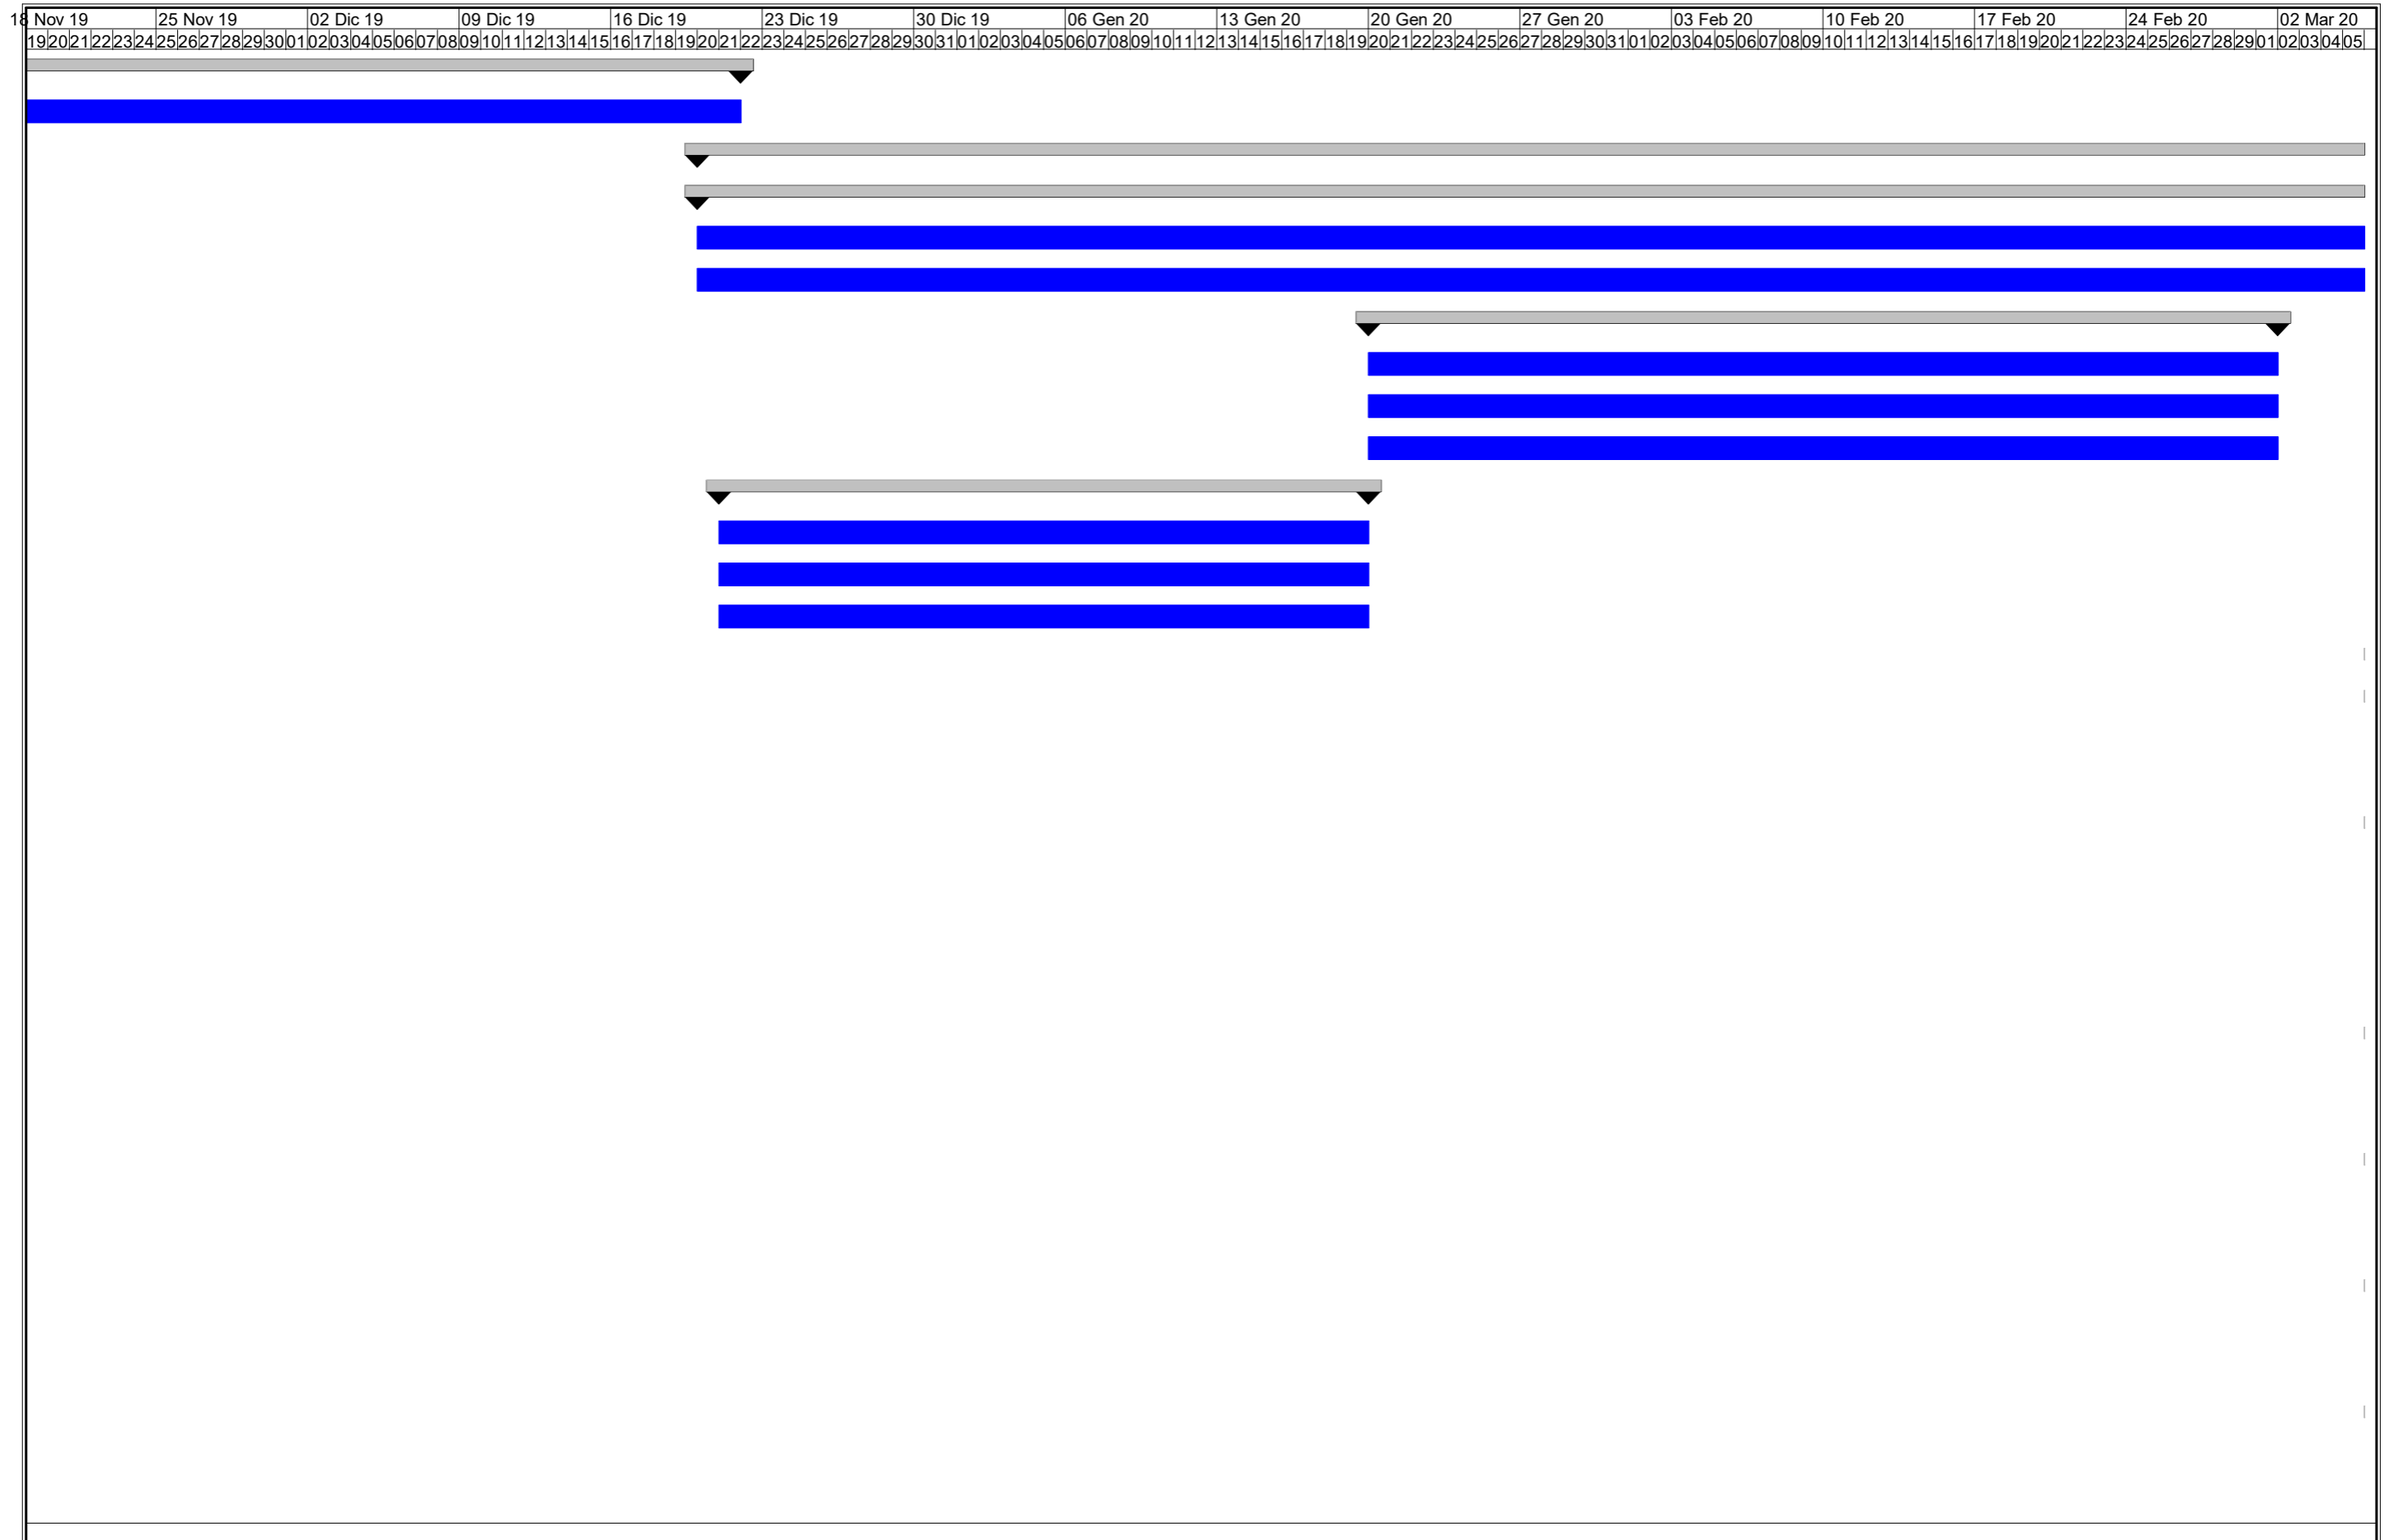 18 Nov 19 25 Nov 19 02 Dic 19 09 Dic 19 16 Dic 19 23 Dic 19 30 Dic 19 06 Gen 20 13 Gen 20 20 Gen 20 27 Gen 20 03 Feb 20 10 Feb 20 17 Feb 20 24 Feb 20 02 Mar 20
19 20 21 22 23 24 25 26 27 28 29 30 01 02 03 04 05 06 07 08 09 10 11 12 13 14 15 16 17 18 19 20 21 22 23 24 25 26 27 28 29 30 31 01 02 03 04 05 06 07 08 09 10 11 12 13 14 15 16 17 18 19 20 21 22 23 24 25 26 27 28 29 30 31 01 02 03 04 05 06 07 08 09 10 11 12 13 14 15 16 17 18 19 20 21 22 23 24 25 26 27 28 29 01 02 03 04 05